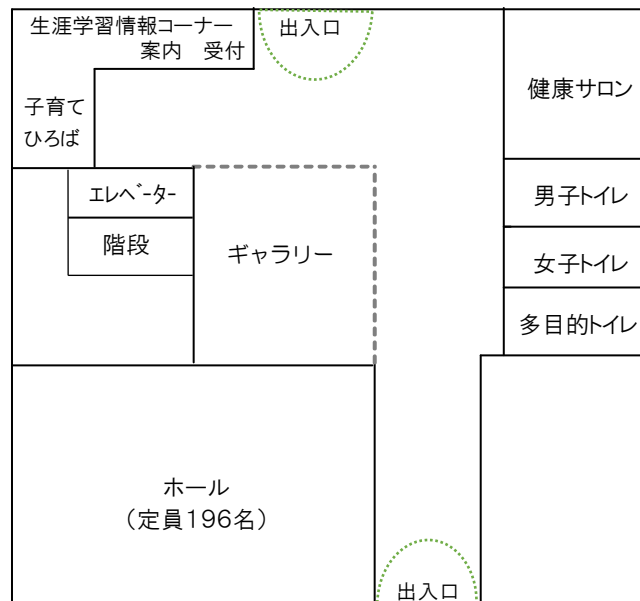 生涯学習情報コーナー
案内　受付
出入口
健康サロン
子育て
ひろば
エレベーター
男子トイレ
階段
ギャラリー
女子トイレ
多目的トイレ
ホール
（定員196名）
出入口